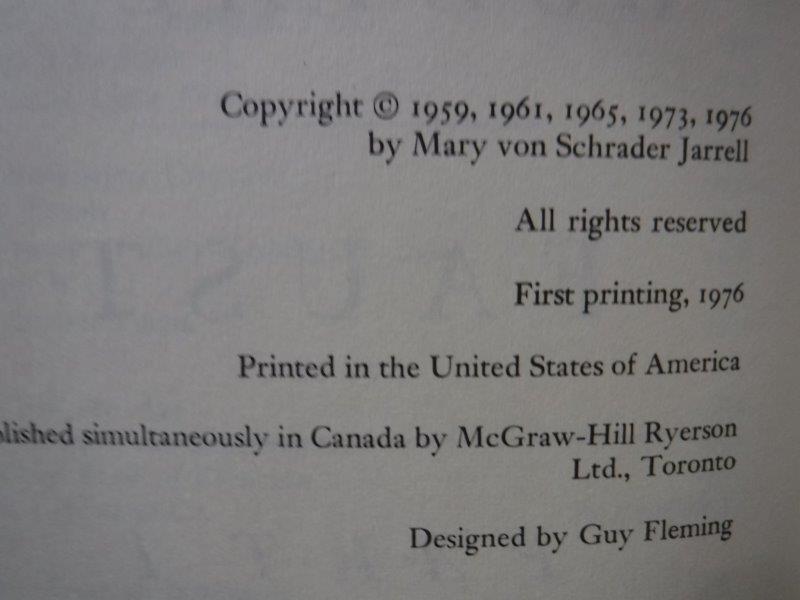 Copyright © 1959, 1961, 1965, 1973, 1976
by Mary von Schrader Jarrell
All rights reserved
First printing, 1976
Printed in the United States of America
blished simultaneously in Canada by McGraw-Hill Ryerson
Ltd., Toronto
Designed by Guy Fleming